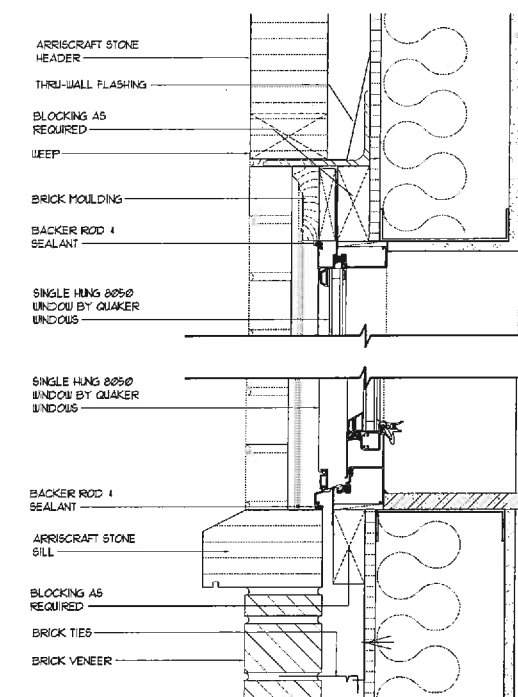 ARRISCRAFT STONE
HEADER
THRU-WALL FLASHING
BLOCKING AS
REQUIRED
WEEP
BRICK MOULDING
BACKER ROD &
SEALANT
SINGLE HUNG 8050
WINDOW BY QUAKER
WINDOWS
SINGLE HUNG 8050
WINDOW BY QUAKER
WINDOWS
BACKER ROD &
SEALANT
ARRISCRAFT STONE
SILL
BLOCKING AS
REQUIRED
BRICK TIES
BRICK VENEER